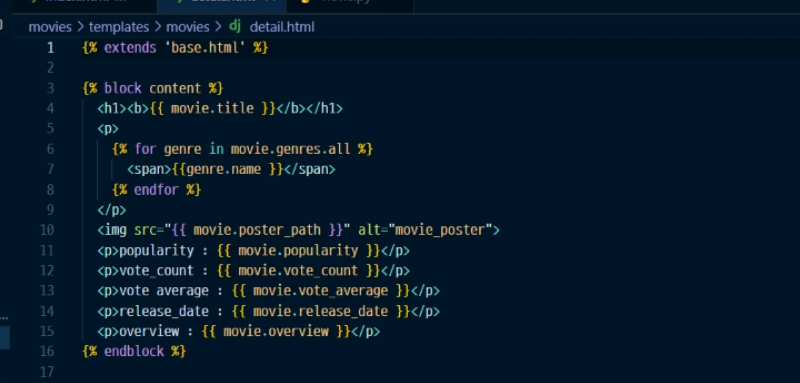 movies > templates > movies > dj detail.html
1 {% extends 'base.html' %}
2
3 {% block content %}
4 <h1><b>{{ movie.title }}</b></h1>
5 <p>
6 {% for genre in movie.genres.all %}
7 <span>{{genre.name }}</span>
8 {% endfor %}
9 </p>
10 <img src="{{ movie.poster_path }}" alt="movie_poster">
11 <p>popularity : {{ movie.popularity }}</p>
12 <p>vote_count : {{ movie.vote_count }}</p>
13 <p>vote average : {{ movie.vote_average }}</p>
14 <p>release_date : {{ movie.release_date }}</p>
15 <p>overview : {{ movie.overview }}</p>
16 {% endblock %}
17